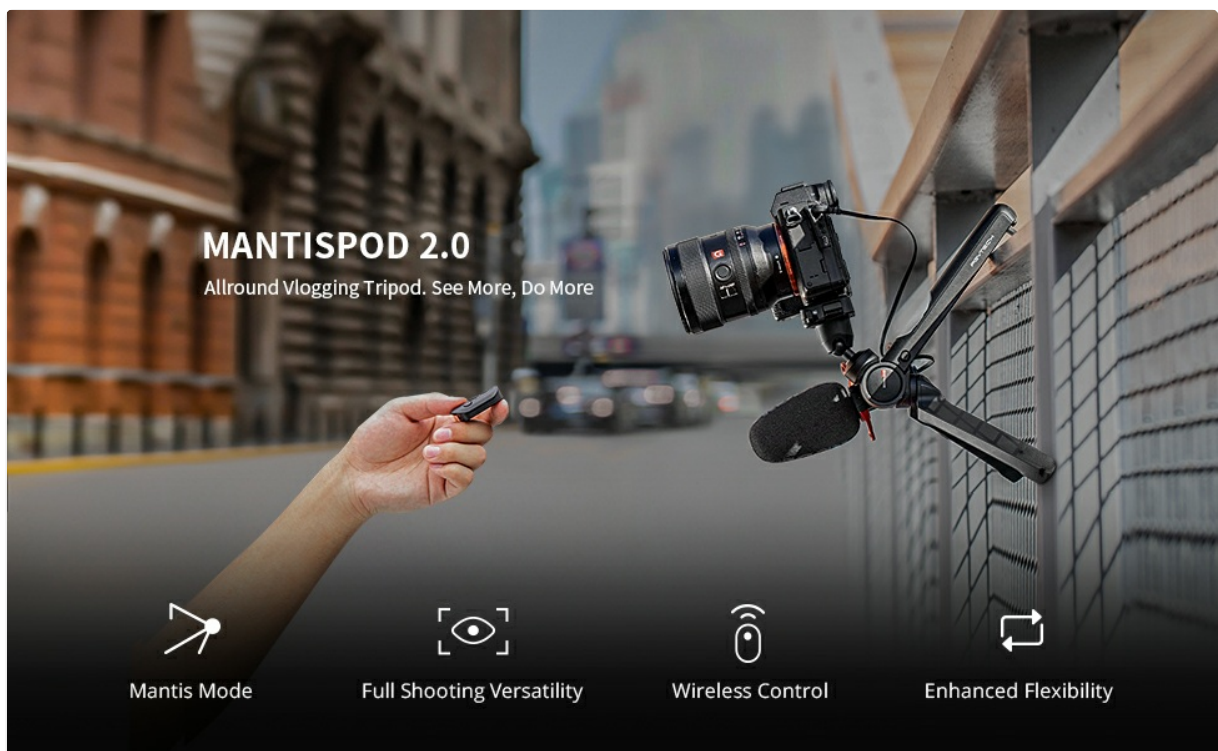 MANTISPOD 2.0
Allround Vlogging Tripod. See More, Do More
Mantis Mode
Full Shooting Versatility
Wireless Control
Enhanced Flexibility